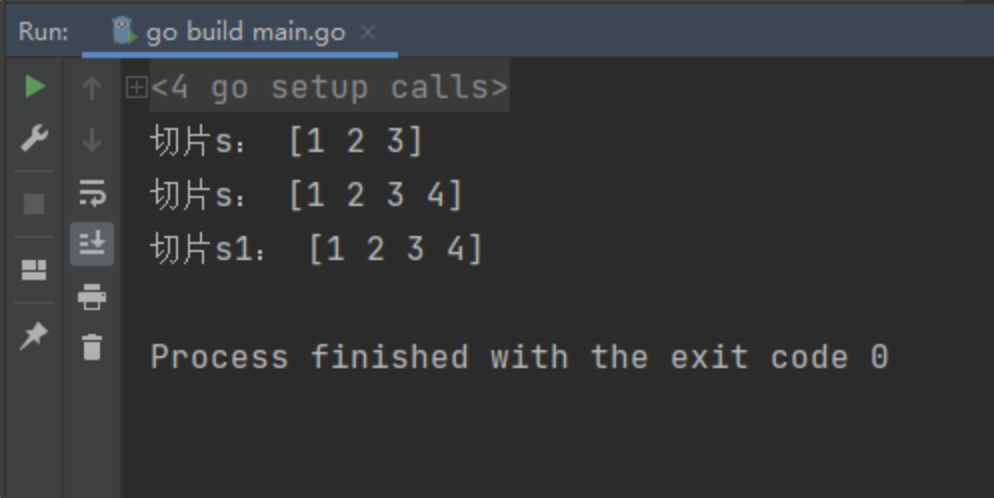 Run: go build main.go
<4 go setup calls>
切片s： [1 2 3]
切片s： [1 2 3 4]
切片s1： [1 2 3 4]
Process finished with the exit code 0